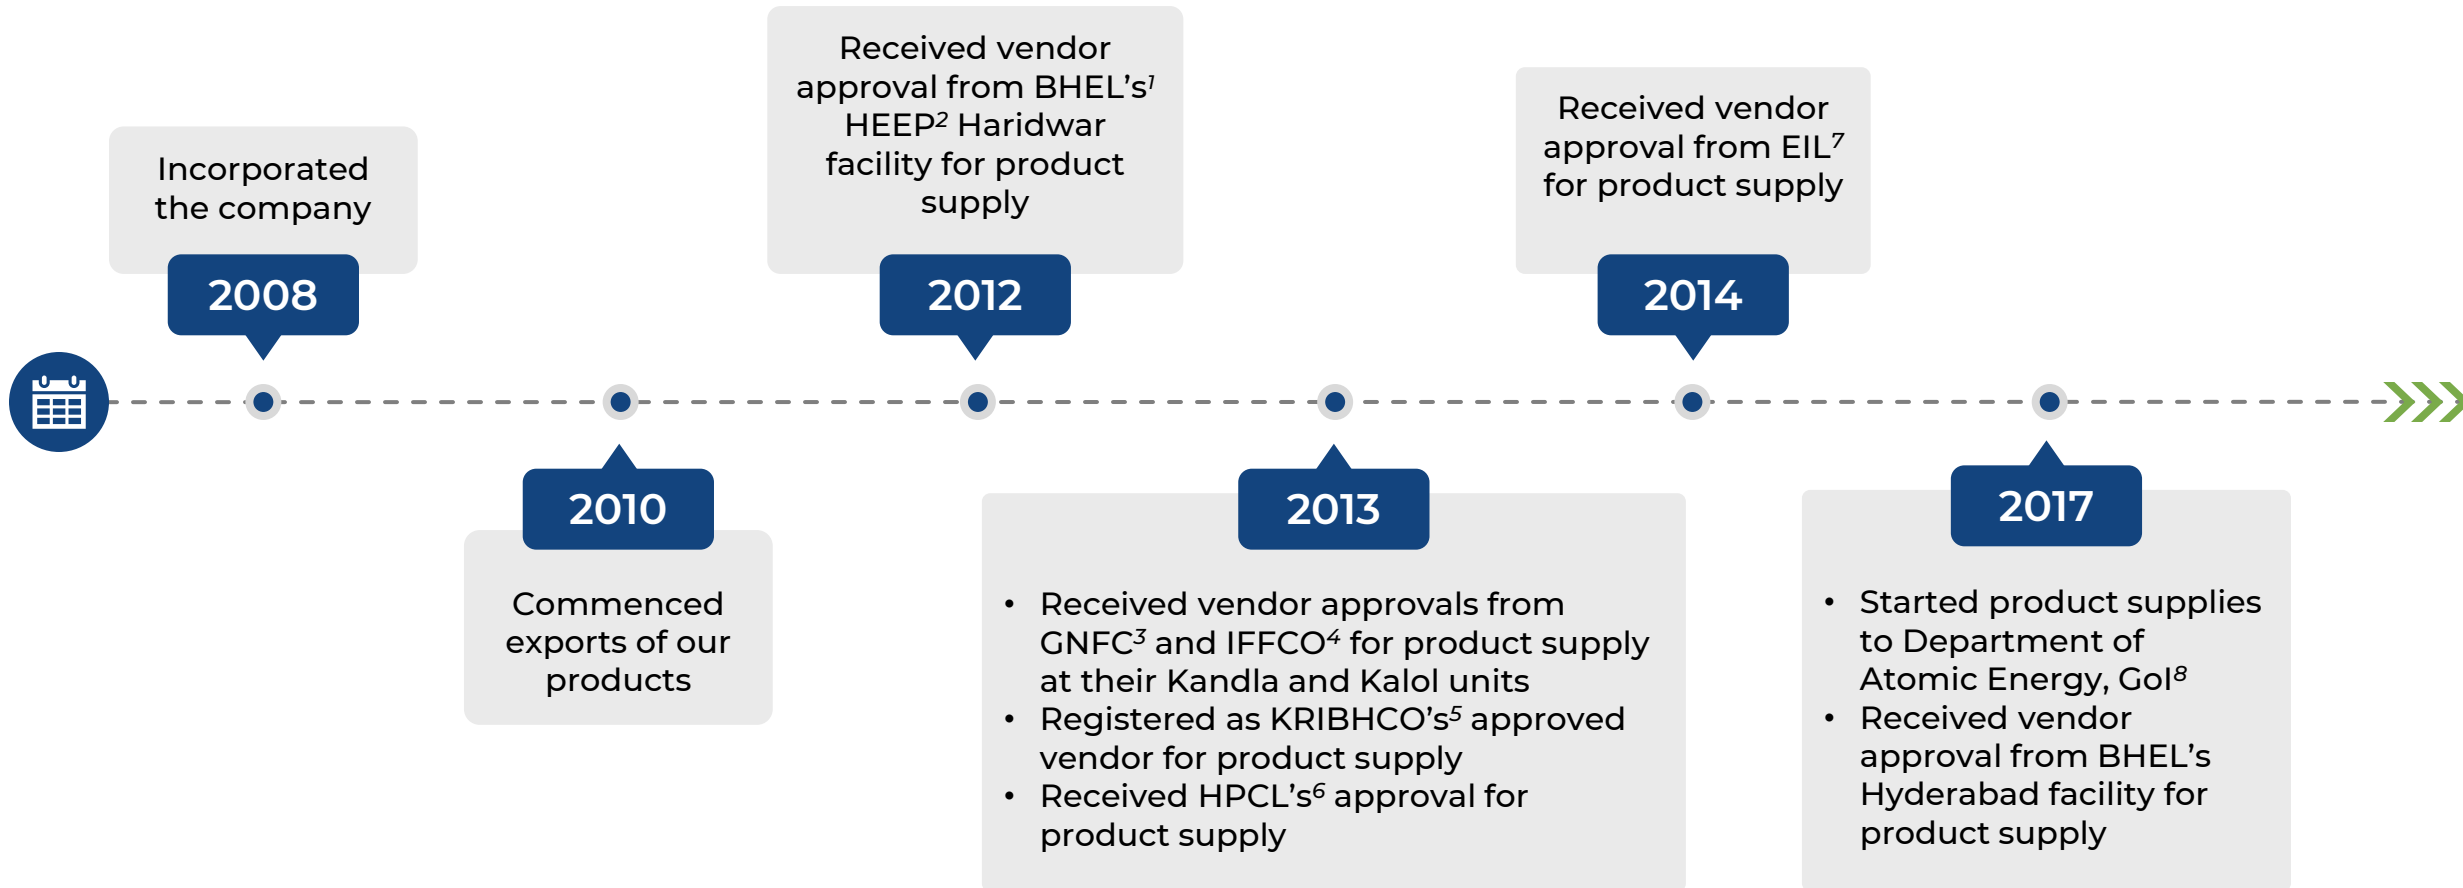 Incorporated
the company
2008
2010
Commenced
exports of our
products
Received vendor
approval from BHEL’s¹
HEEP² Haridwar
facility for product
supply
2012
2013
• Received vendor approvals from
GNFC³ and IFFCO⁴ for product supply
at their Kandla and Kalol units
• Registered as KRIBHCO’s⁵ approved
vendor for product supply
• Received HPCL’s⁶ approval for
product supply
Received vendor
approval from EIL⁷
for product supply
2014
2017
• Started product supplies
to Department of
Atomic Energy, GoI⁸
• Received vendor
approval from BHEL’s
Hyderabad facility for
product supply